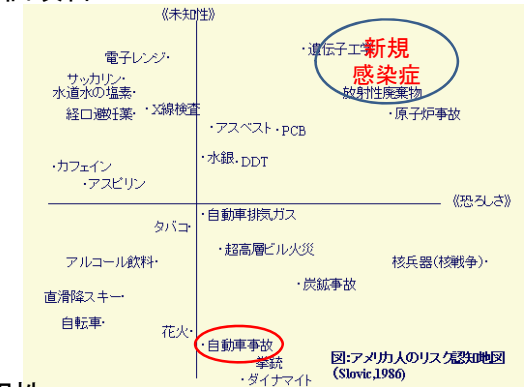 《未知性》
電子レンジ・
・遺伝子工学
新規
感染症
サッカリン・
水道水の塩素・
放射性廃棄物
経口避妊薬・
・X線検査
・原子炉事故
・アスベスト
・PCB
・水銀
・DDT
・カフェイン
・アスピリン
《恐ろしさ》
・自動車排気ガス
タバコ・
・超高層ビル火災
アルコール飲料・
核兵器(核戦争)・
・炭鉱事故
直滑降スキー・
自転車・
花火・
・自動車事故
拳銃
・ダイナマイト
図:アメリカ人のリスク認知地図
(Slovic,1986)